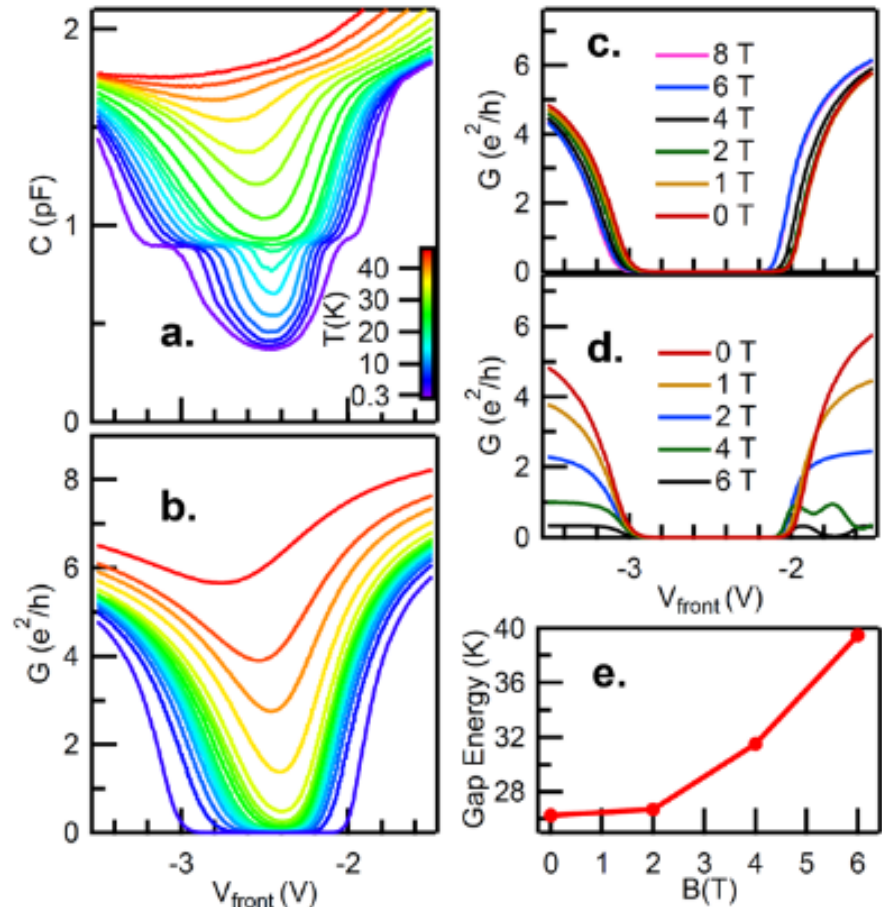 2
1
0
C (pF)
a.
T(K)
40
30
20
10
0.3
-3
-2
8
6
4
2
0
G (e²/h)
b.
-3
-2
V_front (V)
6
4
2
0
G (e²/h)
c.
8 T
6 T
4 T
2 T
1 T
0 T
6
4
2
0
G (e²/h)
d.
0 T
1 T
2 T
4 T
6 T
-3
-2
V_front (V)
40
36
32
28
Gap Energy (K)
e.
0
1
2
3
4
5
6
B(T)